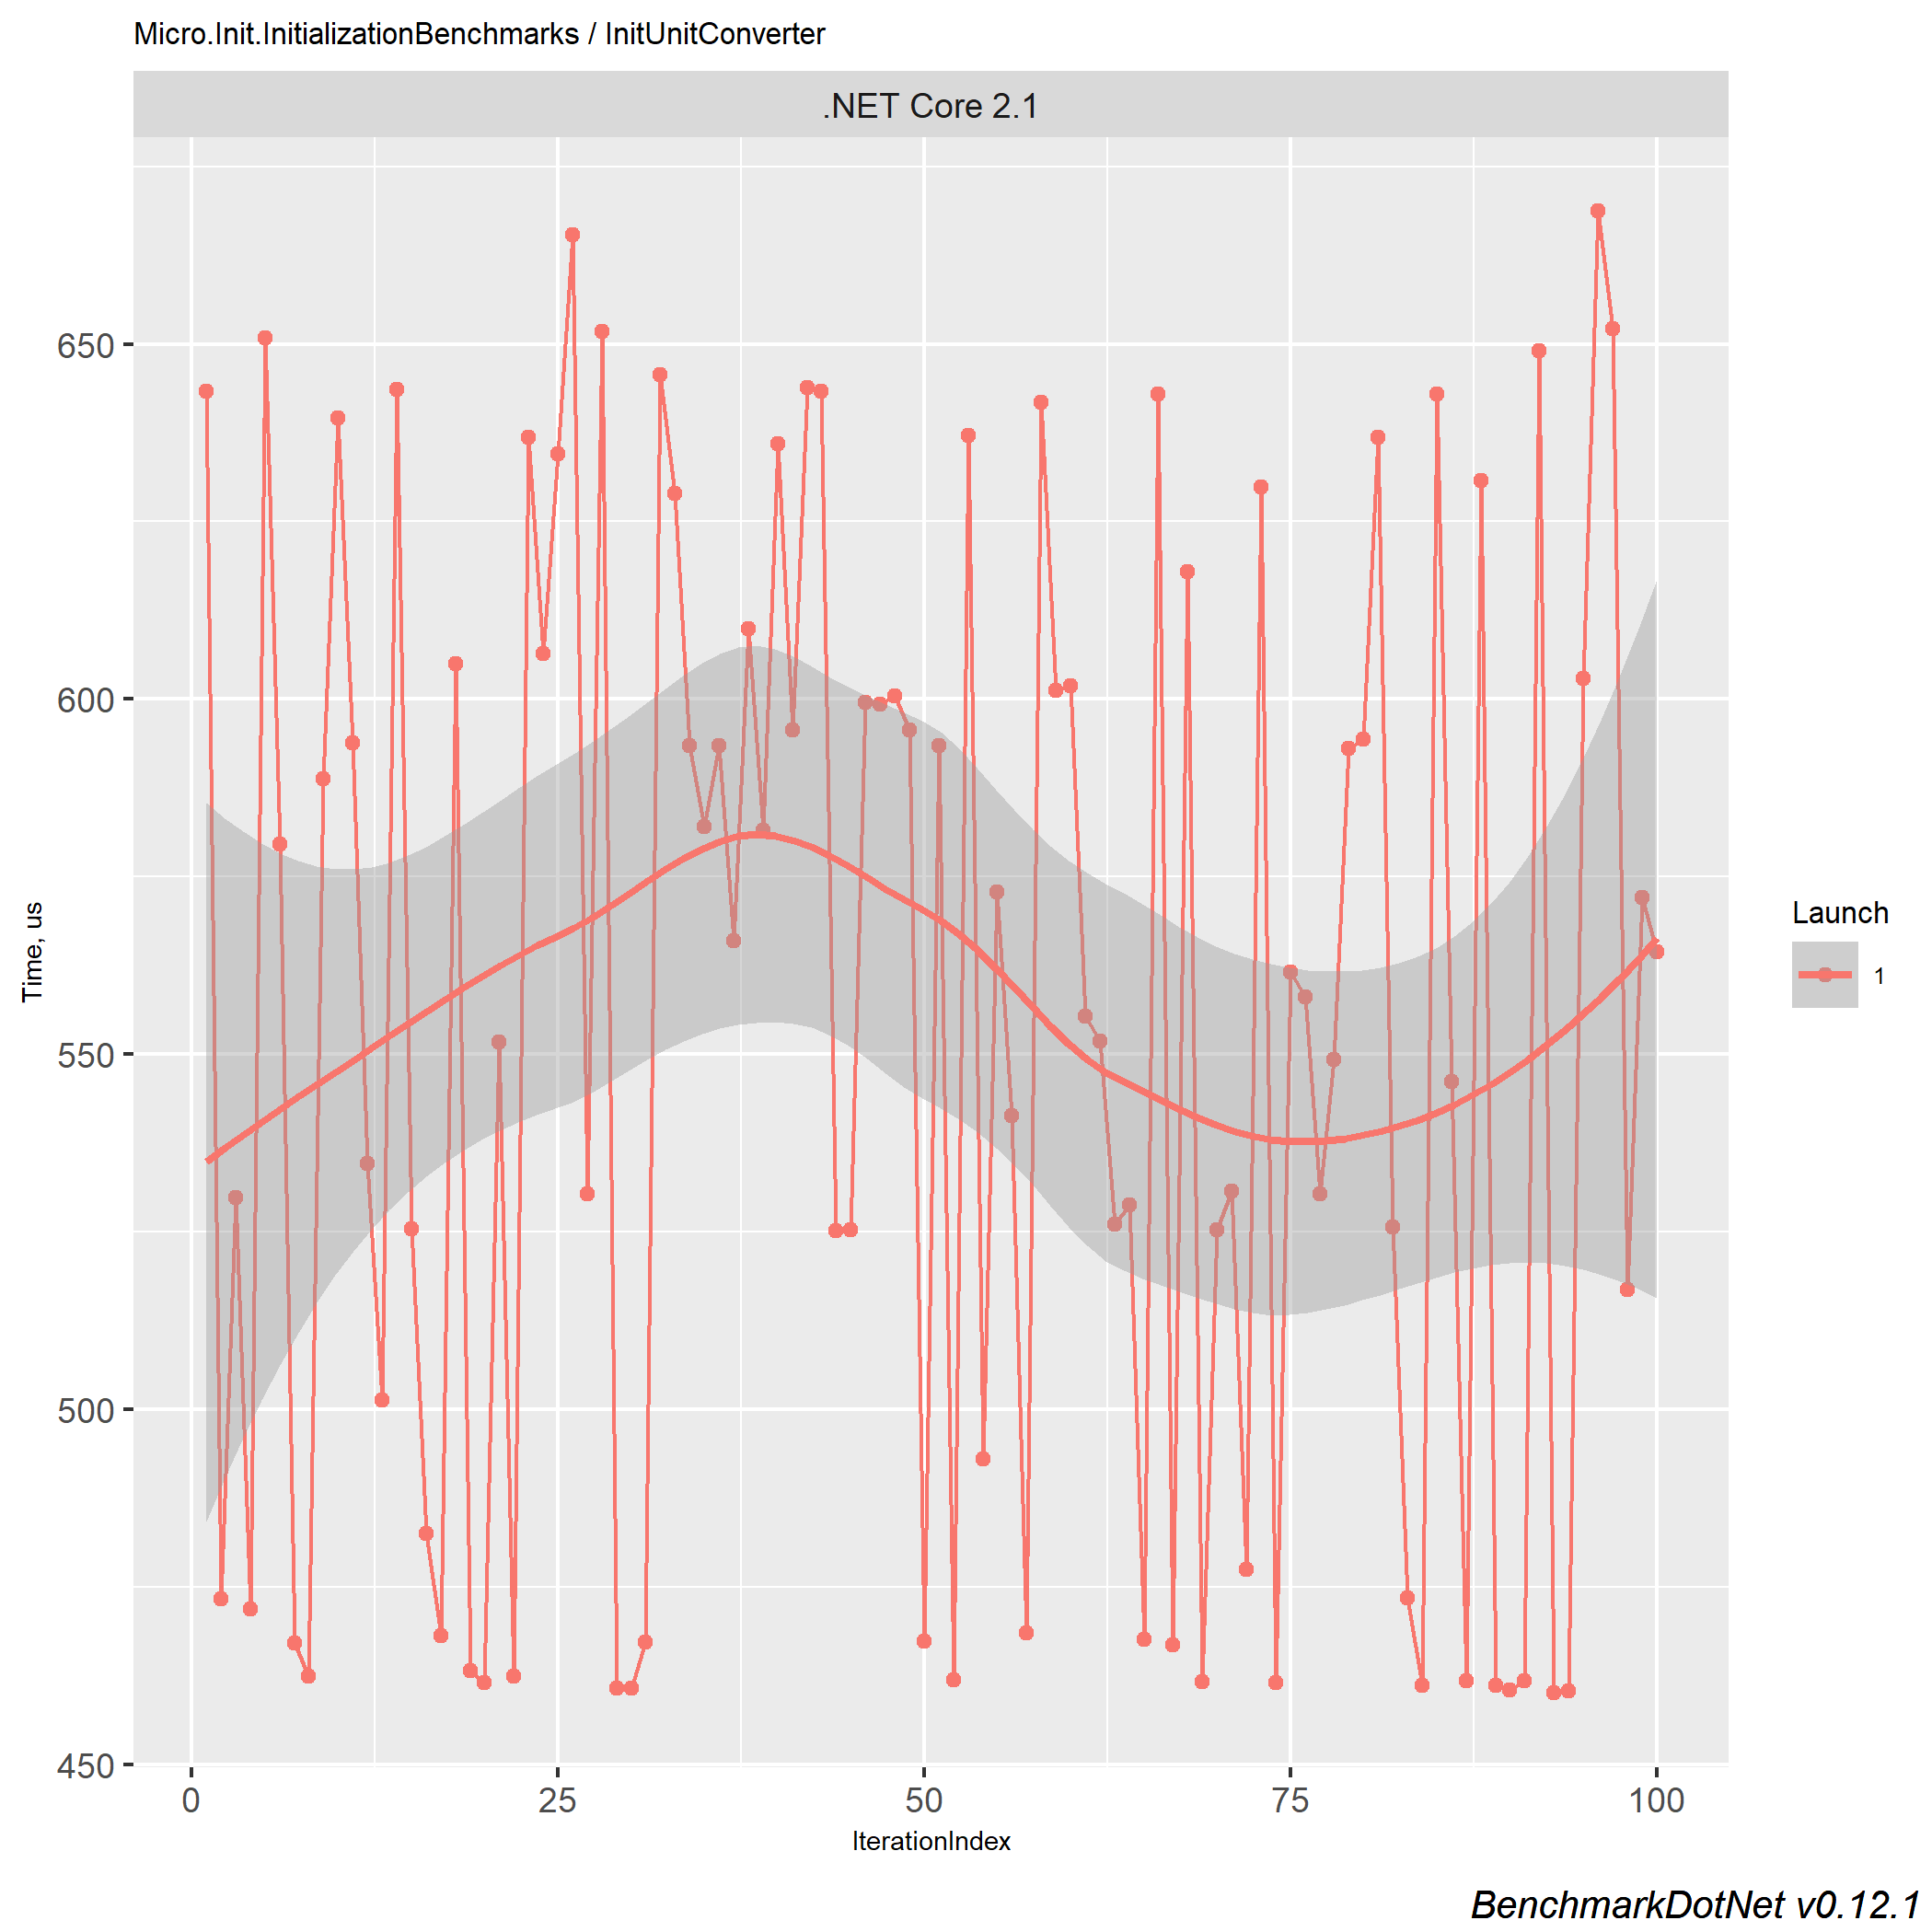 Micro.Init.InitializationBenchmarks / InitUnitConverter
.NET Core 2.1
650
600
550
500
450
Time, us
0 25 50 75 100
IterationIndex
Launch
1
BenchmarkDotNet v0.12.1